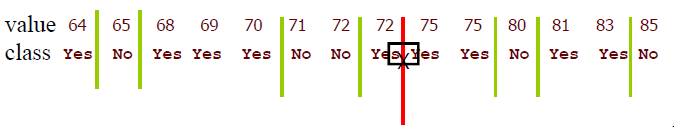 value 64 65 68 69 70 71 72 72 75 75 80 81 83 85
class Yes No Yes Yes Yes No No Yes Yes Yes No Yes Yes No